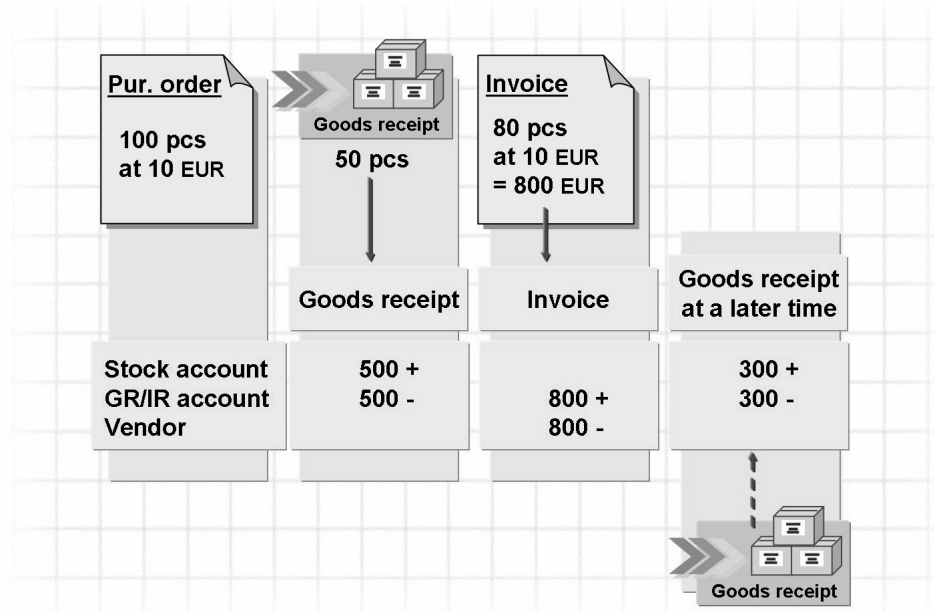 Pur. order
100 pcs
at 10 EUR
Goods receipt
50 pcs
Invoice
80 pcs
at 10 EUR
= 800 EUR
Goods receipt
Invoice
Goods receipt
at a later time
Stock account 500 + 300 +
GR/IR account 500 - 800 + 300 -
Vendor 800 -
Goods receipt